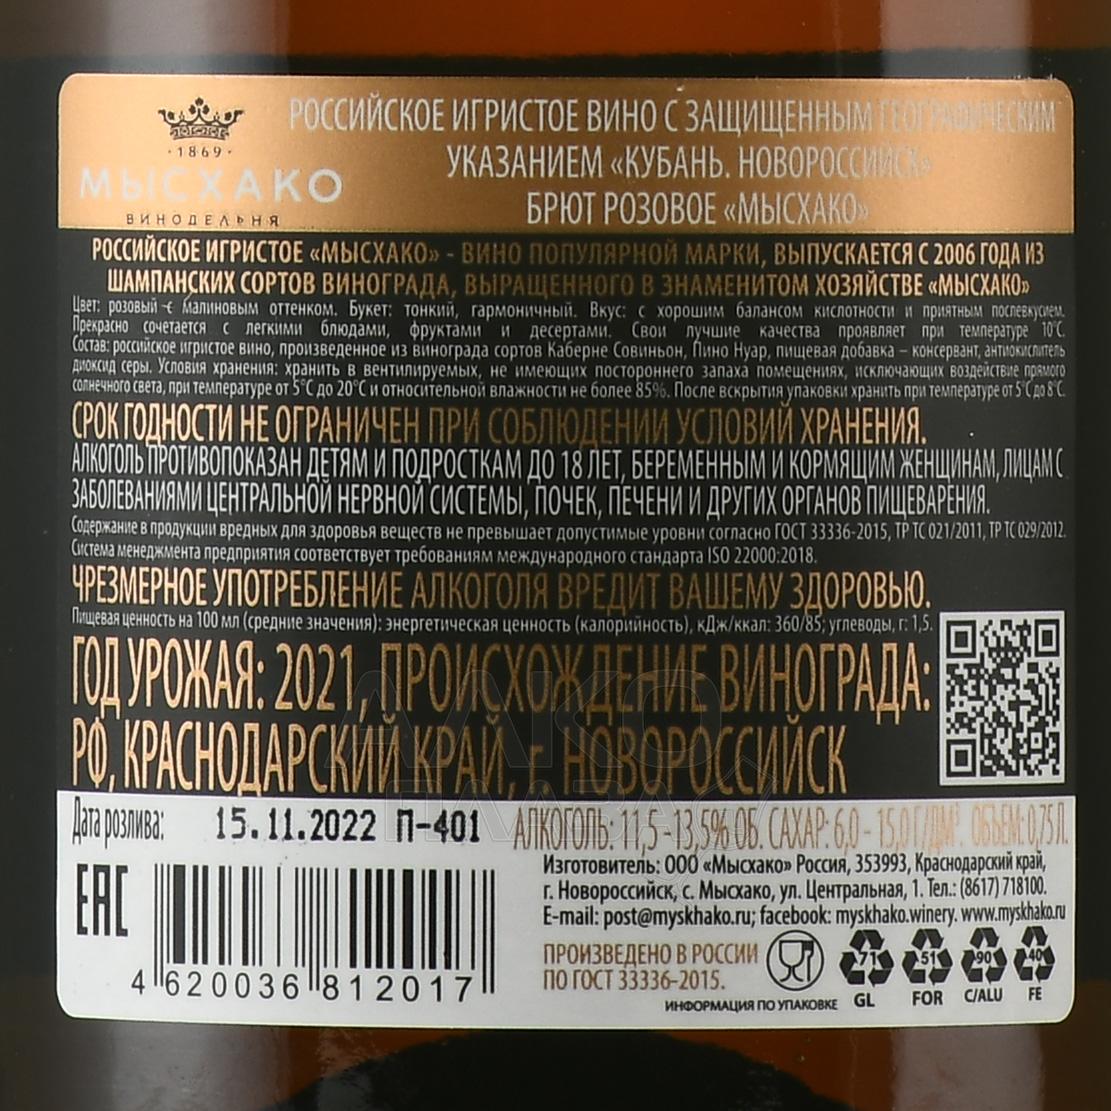 · 1869 ·
МЫСХАКО
ВИНОДЕЛЬНЯ
РОССИЙСКОЕ ИГРИСТОЕ ВИНО С ЗАЩИЩЕННЫМ ГЕОГРАФИЧЕСКИМ
УКАЗАНИЕМ «КУБАНЬ. НОВОРОССИЙСК»
БРЮТ РОЗОВОЕ «МЫСХАКО»
РОССИЙСКОЕ ИГРИСТОЕ «МЫСХАКО» - ВИНО ПОПУЛЯРНОЙ МАРКИ, ВЫПУСКАЕТСЯ С 2006 ГОДА ИЗ
ШАМПАНСКИХ СОРТОВ ВИНОГРАДА, ВЫРАЩЕННОГО В ЗНАМЕНИТОМ ХОЗЯЙСТВЕ «МЫСХАКО»
Цвет: розовый с малиновым оттенком. Букет: тонкий, гармоничный. Вкус: с хорошим балансом кислотности и приятным послевкусием.
Прекрасно сочетается с легкими блюдами, фруктами и десертами. Свои лучшие качества проявляет при температуре 10°С.
Состав: российское игристое вино, произведенное из винограда сортов Каберне Совиньон, Пино Нуар, пищевая добавка – консервант, антиокислитель
диоксид серы. Условия хранения: хранить в вентилируемых, не имеющих постороннего запаха помещениях, исключающих воздействие прямого
солнечного света, при температуре от 5°С до 20°С и относительной влажности не более 85%. После вскрытия упаковки хранить при температуре от 5°С до 8°С.
СРОК ГОДНОСТИ НЕ ОГРАНИЧЕН ПРИ СОБЛЮДЕНИИ УСЛОВИЙ ХРАНЕНИЯ.
АЛКОГОЛЬ ПРОТИВОПОКАЗАН ДЕТЯМ И ПОДРОСТКАМ ДО 18 ЛЕТ, БЕРЕМЕННЫМ И КОРМЯЩИМ ЖЕНЩИНАМ, ЛИЦАМ С
ЗАБОЛЕВАНИЯМИ ЦЕНТРАЛЬНОЙ НЕРВНОЙ СИСТЕМЫ, ПОЧЕК, ПЕЧЕНИ И ДРУГИХ ОРГАНОВ ПИЩЕВАРЕНИЯ.
Содержание в продукции вредных для здоровья веществ не превышает допустимые уровни согласно ГОСТ 33336-2015, ТР ТС 021/2011, ТР ТС 029/2012.
Система менеджмента предприятия соответствует требованиям международного стандарта ISO 22000:2018.
ЧРЕЗМЕРНОЕ УПОТРЕБЛЕНИЕ АЛКОГОЛЯ ВРЕДИТ ВАШЕМУ ЗДОРОВЬЮ.
Пищевая ценность на 100 мл (средние значения): энергетическая ценность (калорийность), кДж/ккал: 360/85; углеводы, г: 1,5.
ГОД УРОЖАЯ: 2021, ПРОИСХОЖДЕНИЕ ВИНОГРАДА:
РФ, КРАСНОДАРСКИЙ КРАЙ, г. НОВОРОССИЙСК
АЛКО
ПАЛАС
Дата розлива: 15.11.2022 П-401
АЛКОГОЛЬ: 11,5 -13,5% ОБ. САХАР: 6,0 - 15,0 Г/ДМ³. ОБЪЕМ: 0,75 Л.
Изготовитель: ООО «Мысхако» Россия, 353993, Краснодарский край,
г. Новороссийск, с. Мысхако, ул. Центральная, 1. Тел.: (8617) 718100.
E-mail: post@myskhako.ru; facebook: myskhako.winery. www.myskhako.ru
EAC
4 620036 812017
ПРОИЗВЕДЕНО В РОССИИ
ПО ГОСТ 33336-2015.
71 51 90 40
GL FOR C/ALU FE
ИНФОРМАЦИЯ ПО УПАКОВКЕ